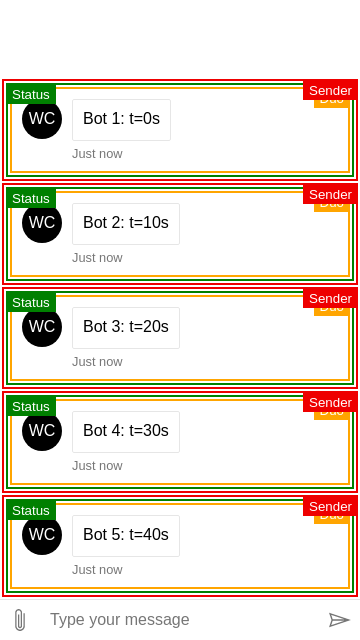 Status Sender
WC Bot 1: t=0s
Just now
Status Sender
WC Bot 2: t=10s
Just now
Status Sender
WC Bot 3: t=20s
Just now
Status Sender
WC Bot 4: t=30s
Just now
Status Sender
WC Bot 5: t=40s
Just now
Type your message